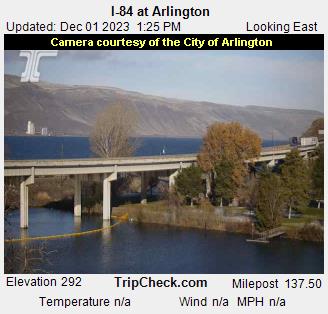 I-84 at Arlington
Updated: Dec 01 2023 1:25 PM Looking East
Camera courtesy of the City of Arlington
Elevation 292 TripCheck.com Milepost 137.50
Temperature n/a Wind n/a MPH n/a